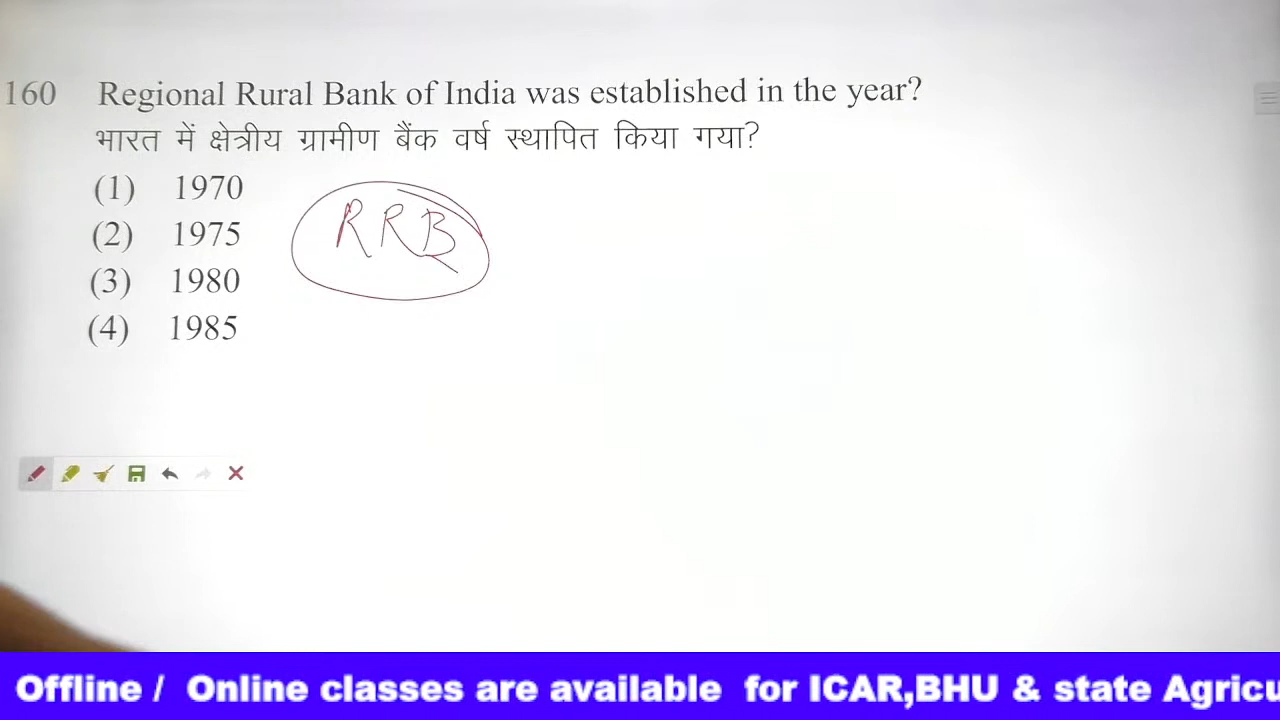 160 Regional Rural Bank of India was established in the year?
भारत में क्षेत्रीय ग्रामीण बैंक वर्ष स्थापित किया गया?
(1) 1970
RRB
(2) 1975
(3) 1980
(4) 1985
Offline / Online classes are available for ICAR,BHU & state Agricu